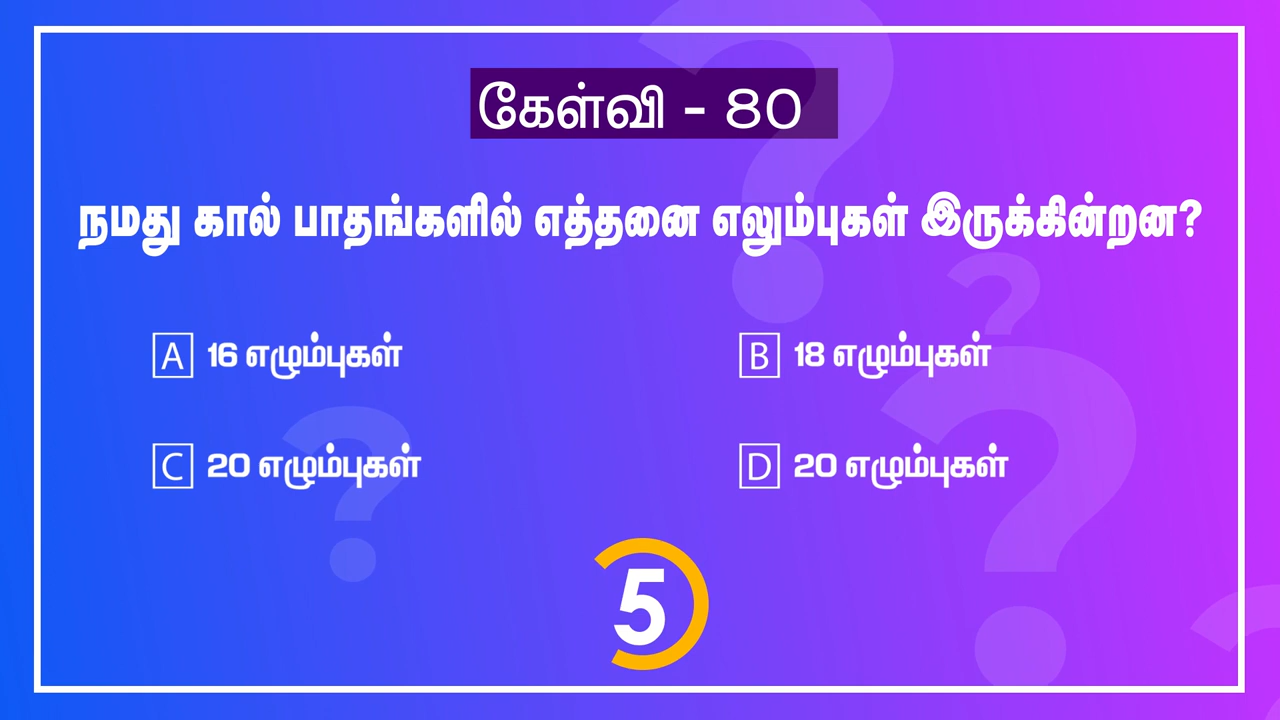 கேள்வி - 80
நமது கால் பாதங்களில் எத்தனை எலும்புகள் இருக்கின்றன?
A 16 எழும்புகள்
B 18 எழும்புகள்
C 20 எழும்புகள்
D 20 எழும்புகள்
5